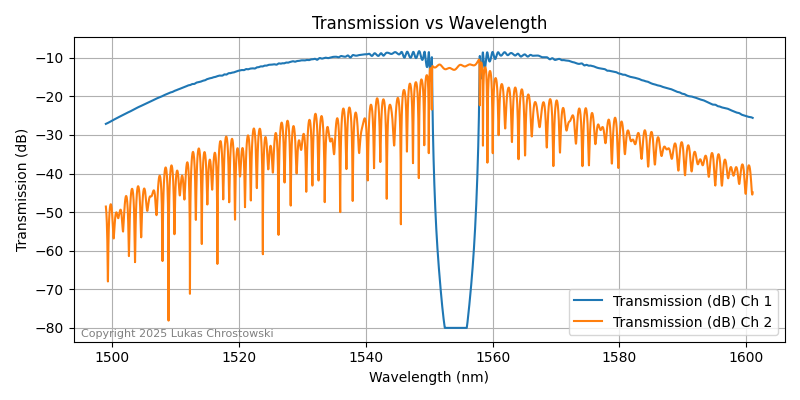 Transmission vs Wavelength
Transmission (dB)
−10
−20
−30
−40
−50
−60
−70
−80
Transmission (dB) Ch 1
Transmission (dB) Ch 2
Copyright 2025 Lukas Chrostowski
1500
1520
1540
1560
1580
1600
Wavelength (nm)